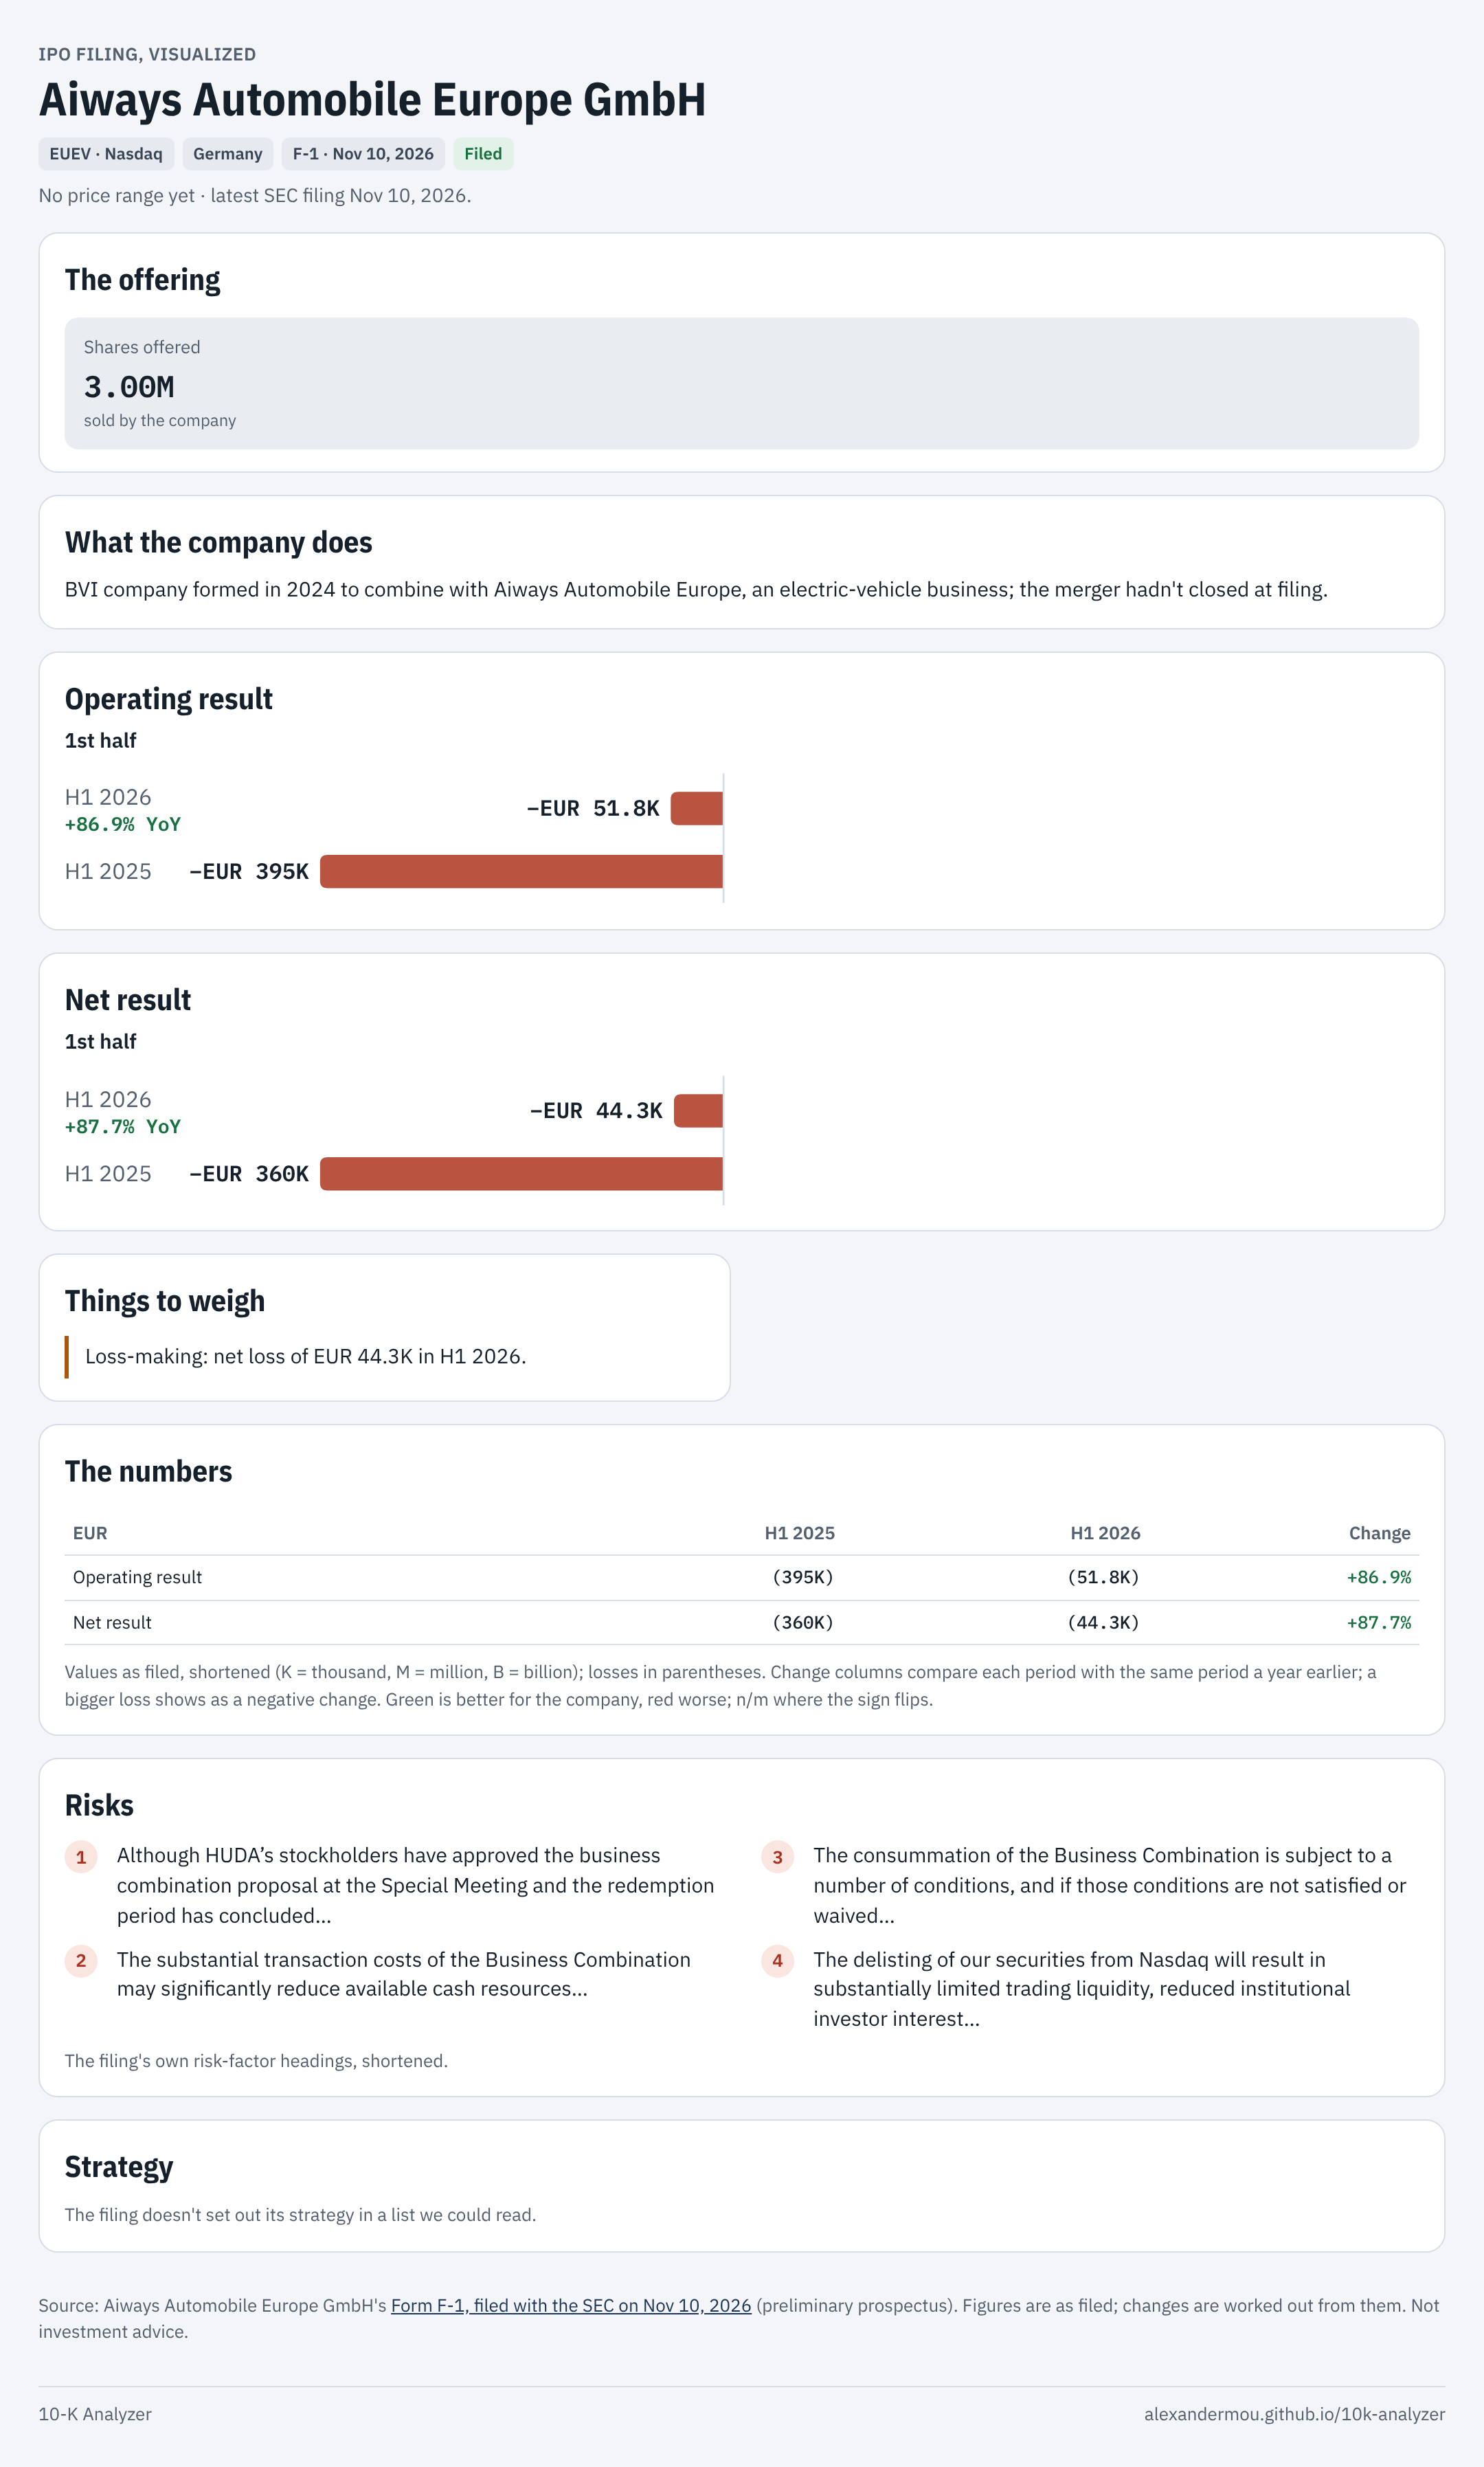 IPO FILING, VISUALIZED
Aiways Automobile Europe GmbH
EUEV · Nasdaq Germany F-1 · Nov 10, 2026 Filed
No price range yet · latest SEC filing Nov 10, 2026.
The offering
Shares offered
3.00M
sold by the company
What the company does
BVI company formed in 2024 to combine with Aiways Automobile Europe, an electric-vehicle business; the merger hadn't closed at filing.
Operating result
1st half
H1 2026
+86.9% YoY
−EUR 51.8K
H1 2025 −EUR 395K
Net result
1st half
H1 2026
+87.7% YoY
−EUR 44.3K
H1 2025 −EUR 360K
Things to weigh
Loss-making: net loss of EUR 44.3K in H1 2026.
The numbers
EUR H1 2025 H1 2026 Change
Operating result (395K) (51.8K) +86.9%
Net result (360K) (44.3K) +87.7%
Values as filed, shortened (K = thousand, M = million, B = billion); losses in parentheses. Change columns compare each period with the same period a year earlier; a
bigger loss shows as a negative change. Green is better for the company, red worse; n/m where the sign flips.
Risks
1 Although HUDA’s stockholders have approved the business
combination proposal at the Special Meeting and the redemption
period has concluded…
2 The substantial transaction costs of the Business Combination
may significantly reduce available cash resources…
3 The consummation of the Business Combination is subject to a
number of conditions, and if those conditions are not satisfied or
waived…
4 The delisting of our securities from Nasdaq will result in
substantially limited trading liquidity, reduced institutional
investor interest…
The filing's own risk-factor headings, shortened.
Strategy
The filing doesn't set out its strategy in a list we could read.
Source: Aiways Automobile Europe GmbH's Form F-1, filed with the SEC on Nov 10, 2026 (preliminary prospectus). Figures are as filed; changes are worked out from them. Not
investment advice.
10-K Analyzer alexandermou.github.io/10k-analyzer